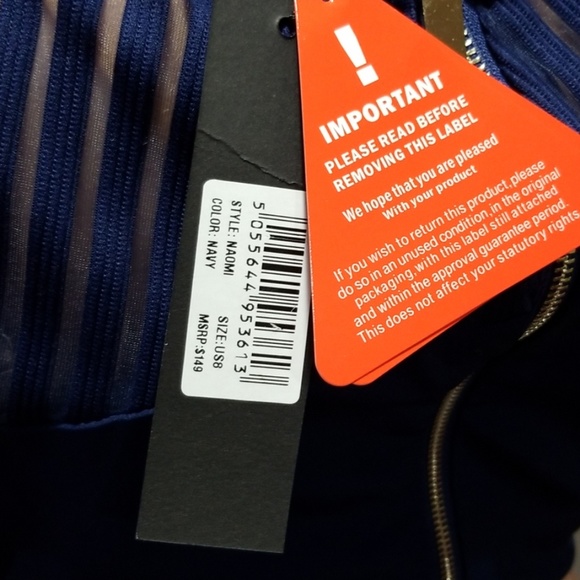 STYLE: NAOMI
COLOR: NAVY
5 055644 953613
SIZE:US8
MSRP:$149
!
IMPORTANT
PLEASE READ BEFORE
REMOVING THIS LABEL
We hope that you are pleased
With your product
If you wish to return this product, please
do so in an unused condition, in the original
packaging, with this label still attached
and within the approval guarantee period.
This does not affect your statutory rights